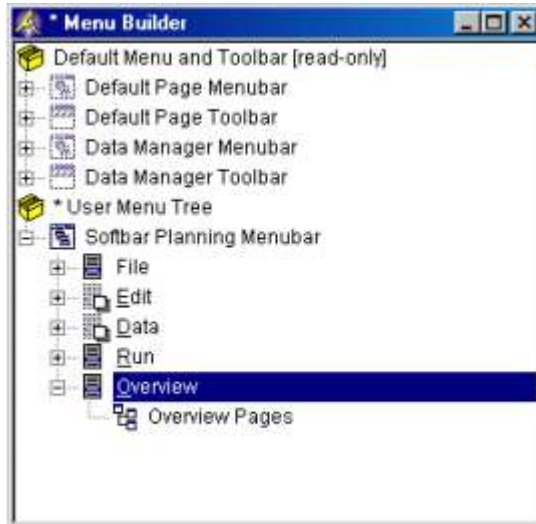 * Menu Builder
Default Menu and Toolbar [read-only]
Default Page Menubar
Default Page Toolbar
Data Manager Menubar
Data Manager Toolbar
* User Menu Tree
Softbar Planning Menubar
File
Edit
Data
Run
Overview
Overview Pages